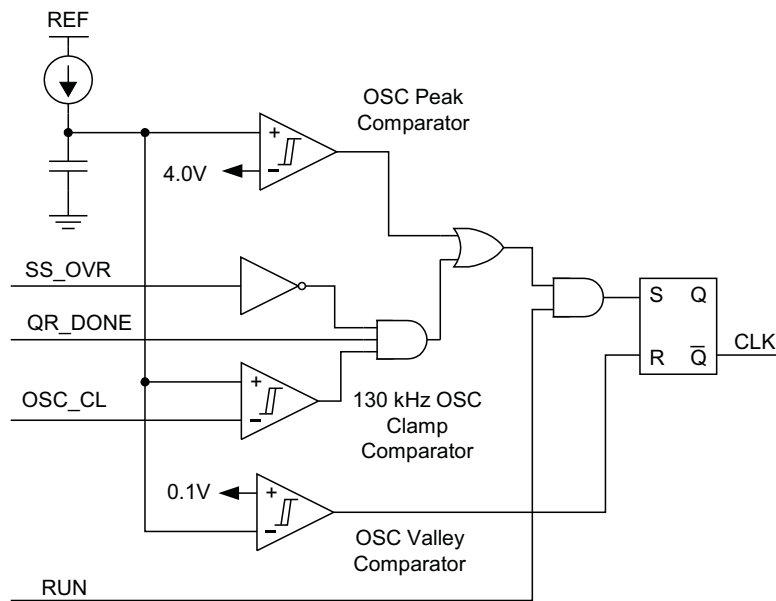 REF
OSC Peak
Comparator
+
−
4.0V
SS_OVR
QR_DONE
OSC_CL
+
−
130 kHz OSC
Clamp
Comparator
S Q
R Q̅
CLK
0.1V
+
−
OSC Valley
Comparator
RUN